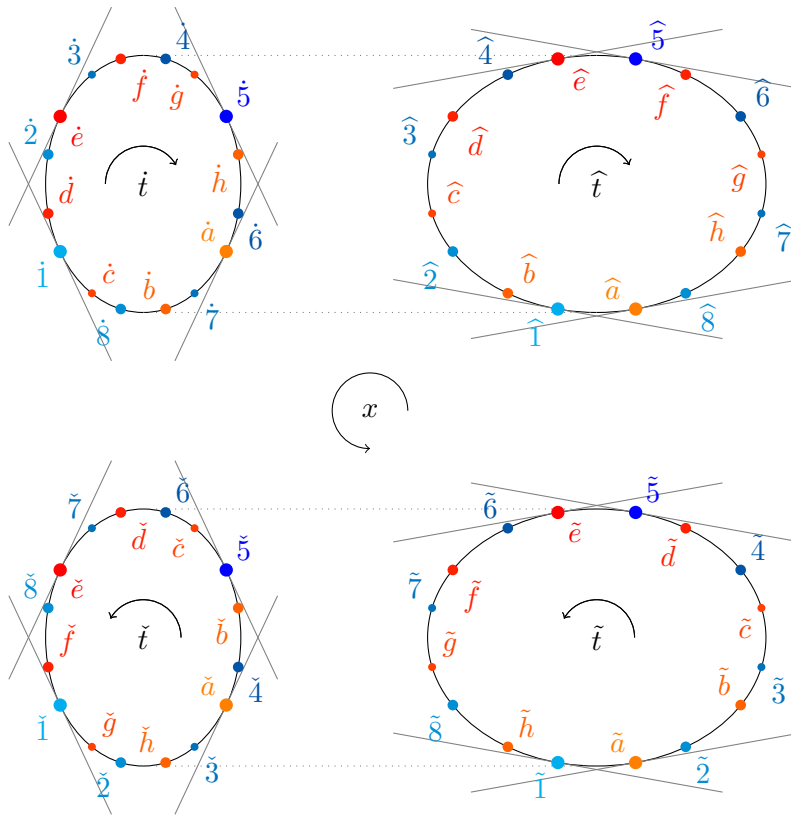 3̇ 4̇
ḟ ġ 5̇
2̇ ė
ḣ
ḋ ṫ
ȧ 6̇
1̇ ċ ḃ
8̇ 7̇
4̂ 5̂
ê f̂ 6̂
3̂ d̂ ĝ
ĉ t̂
ĥ 7̂
2̂ b̂ â
1̂ 8̂
x
7̌ 6̌
ď č 5̌
8̌ ě
b̌
f̌ ť
ǎ 4̌
1̌ ǧ ȟ
2̌ 3̌
6̃ 5̃
ẽ d̃ 4̃
7̃ f̃ c̃
g̃ t̃
b̃ 3̃
8̃ h̃ ã
1̃ 2̃